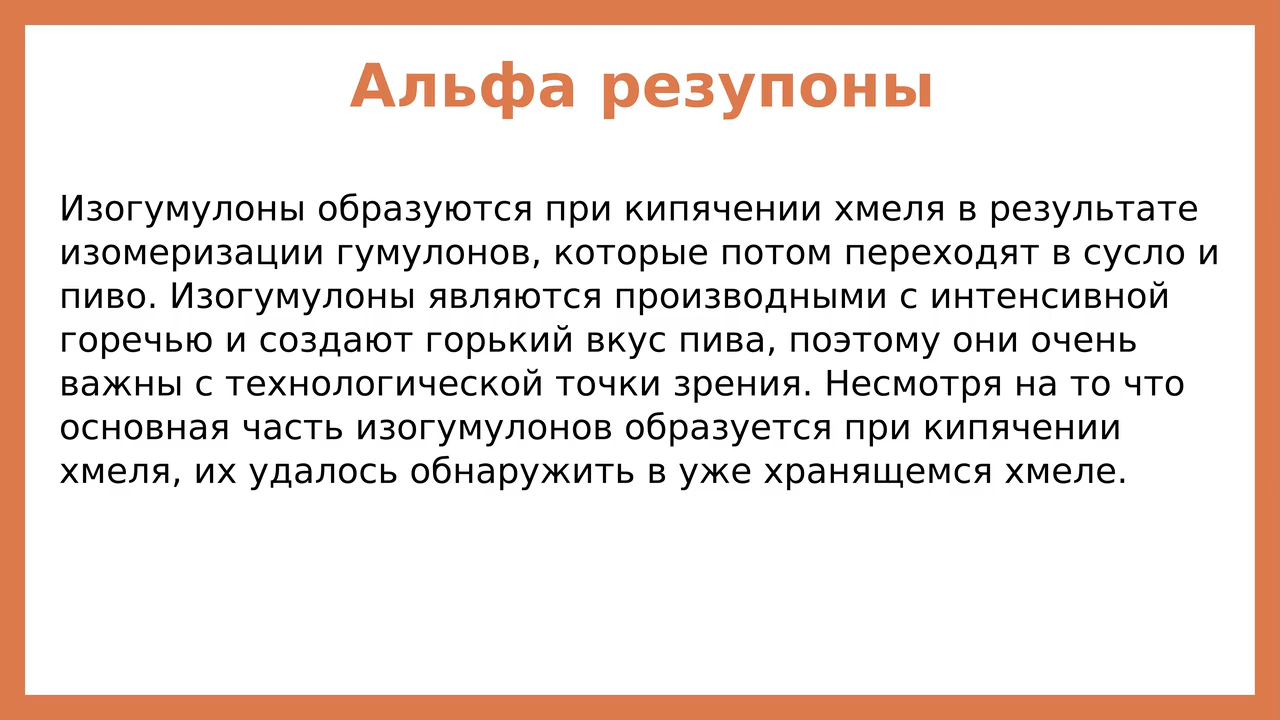 Альфа резупоны
Изогумулоны образуются при кипячении хмеля в результате
изомеризации гумулонов, которые потом переходят в сусло и
пиво. Изогумулоны являются производными с интенсивной
горечью и создают горький вкус пива, поэтому они очень
важны с технологической точки зрения. Несмотря на то что
основная часть изогумулонов образуется при кипячении
хмеля, их удалось обнаружить в уже хранящемся хмеле.